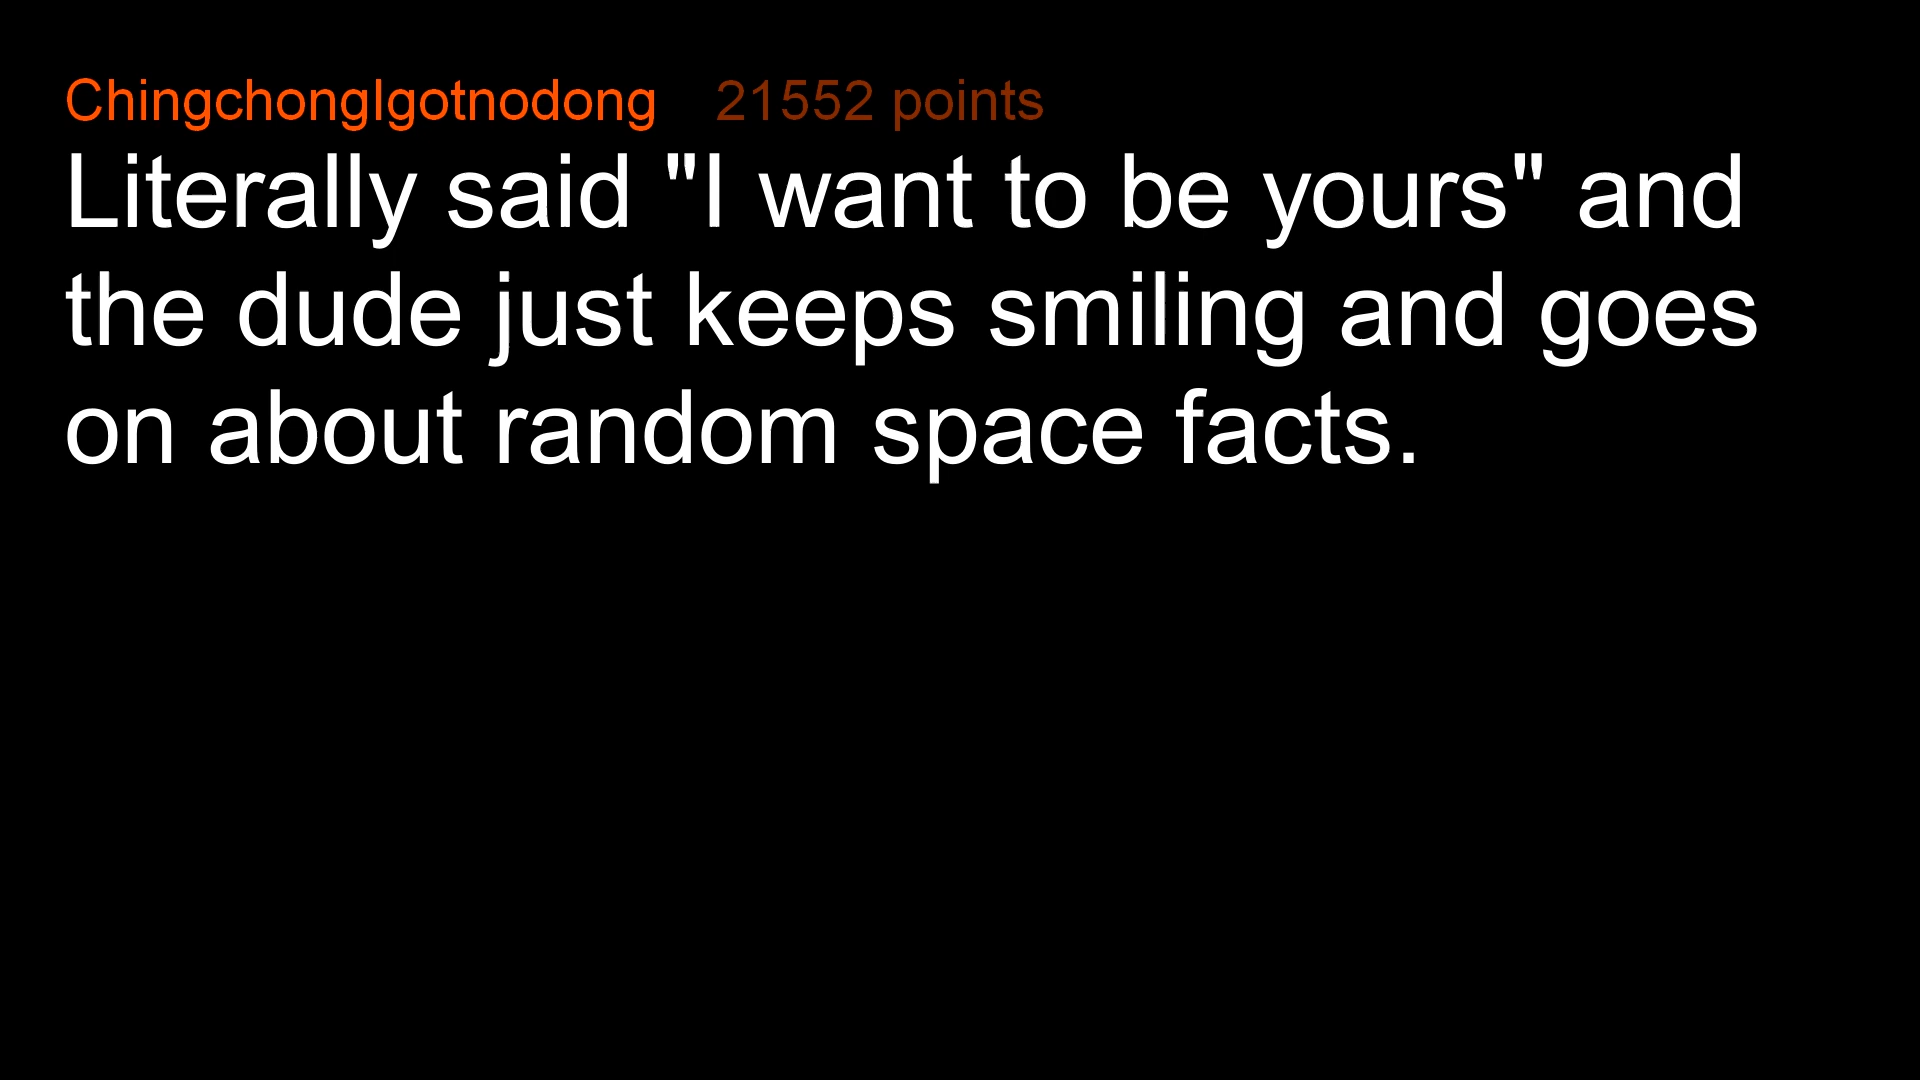 ChingchongIgotnodong 21552 points
Literally said "I want to be yours" and
the dude just keeps smiling and goes
on about random space facts.